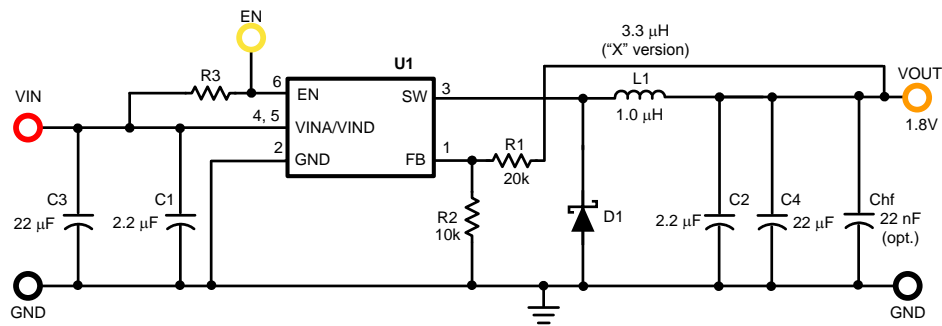 EN
3.3 μH
("X" version)
U1
R3
L1
VOUT
VIN
6
EN
SW
3
1.0 μH
1.8V
4, 5
VINA/VIND
2
GND
FB
1
R1
20k
C3
22 μF
C1
2.2 μF
R2
10k
D1
C2
2.2 μF
C4
22 μF
Chf
22 nF
(opt.)
GND
GND